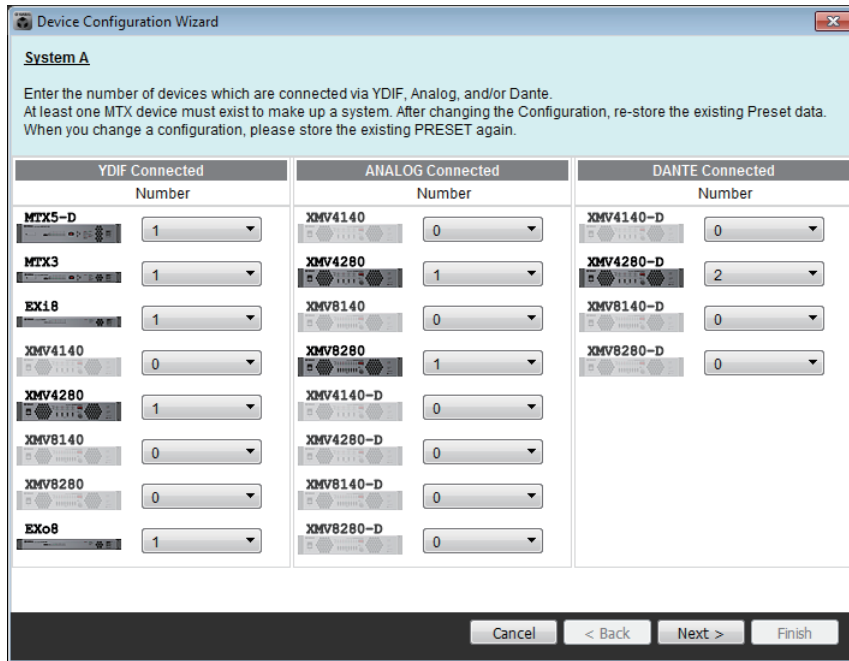 Device Configuration Wizard
System A
Enter the number of devices which are connected via YDIF, Analog, and/or Dante.
At least one MTX device must exist to make up a system. After changing the Configuration, re-store the existing Preset data.
When you change a configuration, please store the existing PRESET again.
YDIF Connected
Number
MTX5-D
1
MTX3
1
EXi8
1
XMV4140
0
XMV4280
1
XMV8140
0
XMV8280
0
EXo8
1
ANALOG Connected
Number
XMV4140
0
XMV4280
1
XMV8140
0
XMV8280
1
XMV4140-D
0
XMV4280-D
0
XMV8140-D
0
XMV8280-D
0
DANTE Connected
Number
XMV4140-D
0
XMV4280-D
2
XMV8140-D
0
XMV8280-D
0
Cancel < Back Next > Finish